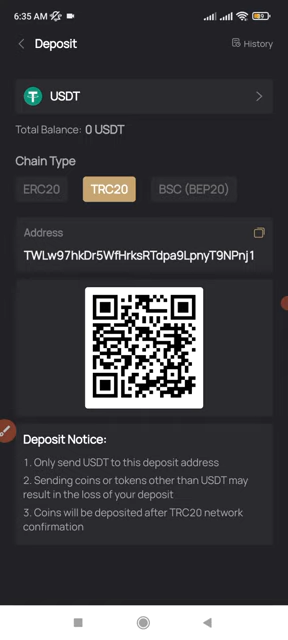 6:35 AM
9
Deposit
History
USDT
Total Balance: 0 USDT
Chain Type
ERC20
TRC20
BSC (BEP20)
Address
TWLw97hkDr5WfHrksRTdpa9LpnyT9NPnj1
Deposit Notice:
1. Only send USDT to this deposit address
2. Sending coins or tokens other than USDT may
result in the loss of your deposit
3. Coins will be deposited after TRC20 network
confirmation